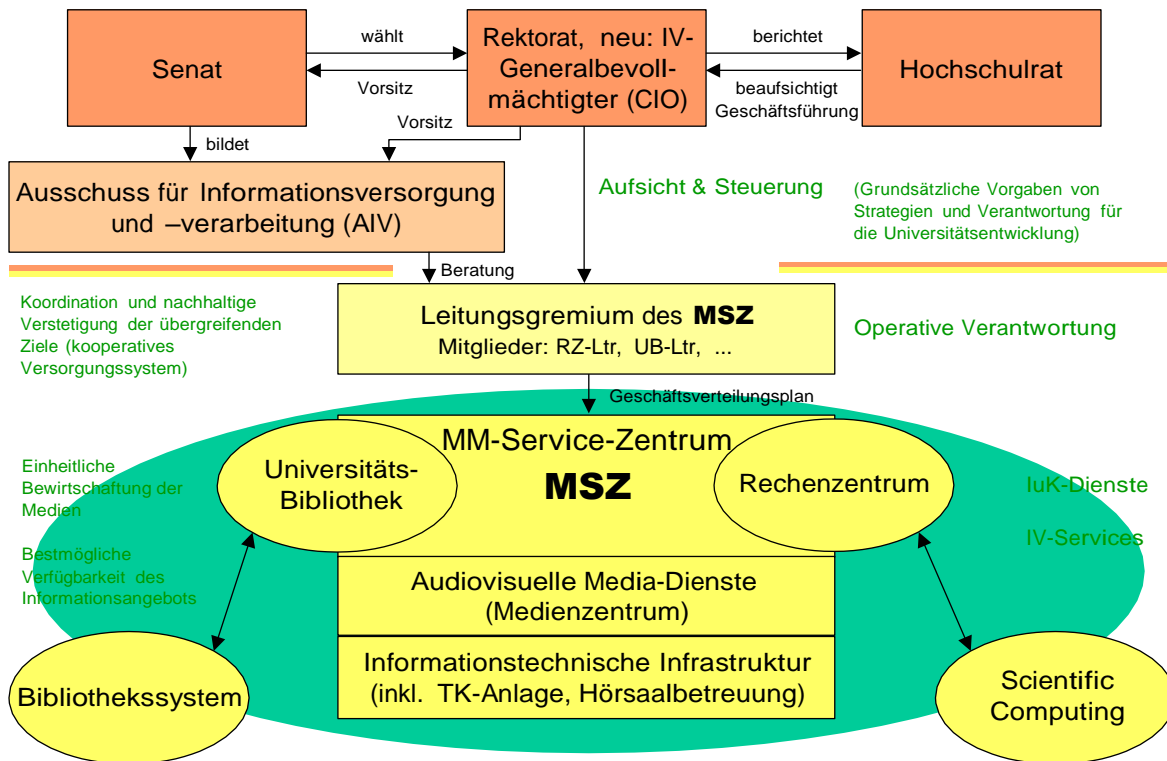 Senat
wählt
Vorsitz
Rektorat, neu: IV-
Generalbevoll-
mächtigter (CIO)
berichtet
beaufsichtigt
Geschäftsführung
Hochschulrat
bildet
Vorsitz
Ausschuss für Informationsversorgung
und –verarbeitung (AIV)
Aufsicht & Steuerung
(Grundsätzliche Vorgaben von
Strategien und Verantwortung für
die Universitätsentwicklung)
Beratung
Koordination und nachhaltige
Verstetigung der übergreifenden
Ziele (kooperatives
Versorgungssystem)
Leitungsgremium des MSZ
Mitglieder: RZ-Ltr, UB-Ltr, ...
Operative Verantwortung
Geschäftsverteilungsplan
MM-Service-Zentrum
MSZ
Universitäts-
Bibliothek
Rechenzentrum
Einheitliche
Bewirtschaftung der
Medien
Bestmögliche
Verfügbarkeit des
Informationsangebots
IuK-Dienste
IV-Services
Audiovisuelle Media-Dienste
(Medienzentrum)
Informationstechnische Infrastruktur
(inkl. TK-Anlage, Hörsaalbetreuung)
Bibliothekssystem
Scientific
Computing